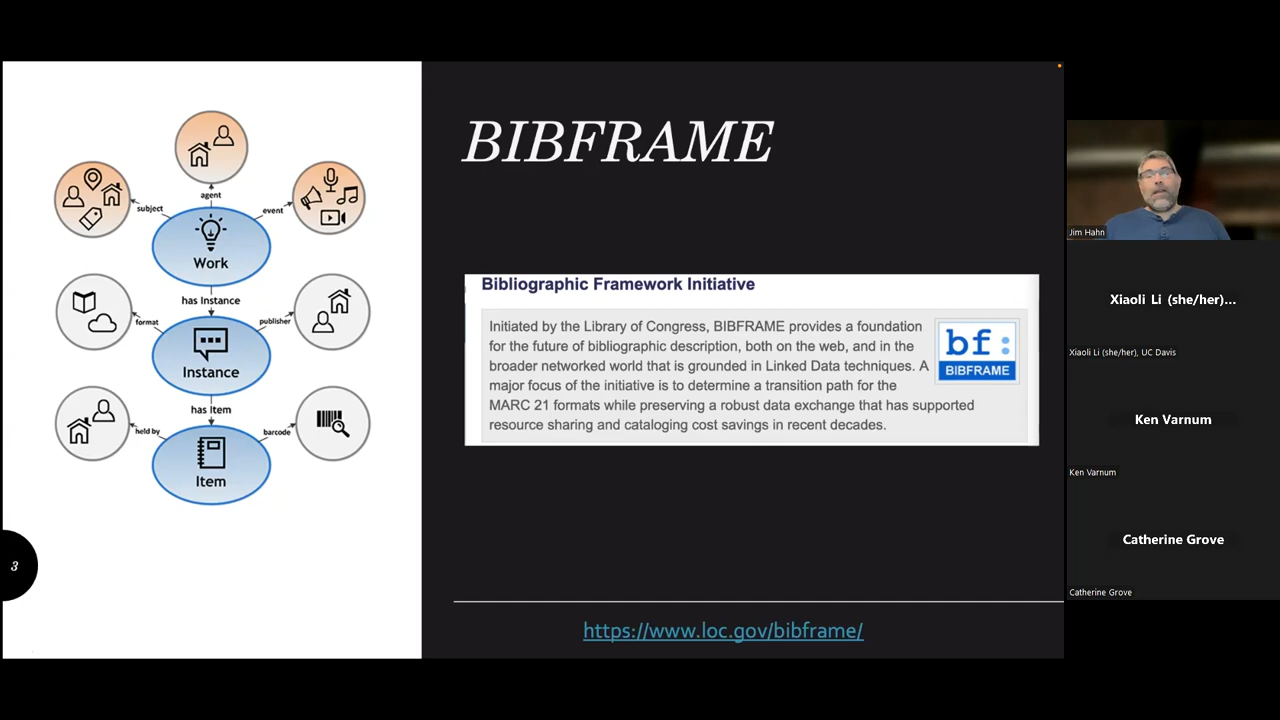 agent
subject
event
Work
has Instance
format
publisher
Instance
has Item
held by
barcode
Item
3
BIBFRAME
Bibliographic Framework Initiative
Initiated by the Library of Congress, BIBFRAME provides a foundation
for the future of bibliographic description, both on the web, and in the
broader networked world that is grounded in Linked Data techniques. A
major focus of the initiative is to determine a transition path for the
MARC 21 formats while preserving a robust data exchange that has supported
resource sharing and cataloging cost savings in recent decades.
bf:
BIBFRAME
https://www.loc.gov/bibframe/
Jim Hahn
Xiaoli Li (she/her)...
Xiaoli Li (she/her), UC Davis
Ken Varnum
Ken Varnum
Catherine Grove
Catherine Grove